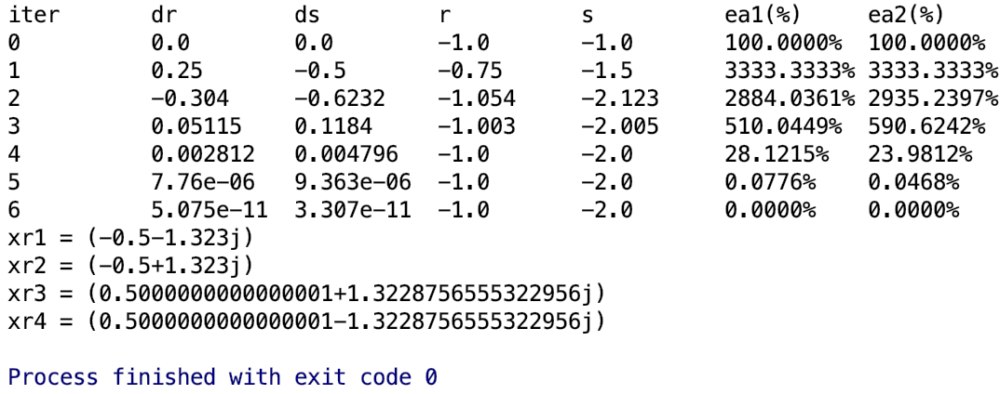 iter dr ds r s ea1(%) ea2(%)
0 0.0 0.0 -1.0 -1.0 100.0000% 100.0000%
1 0.25 -0.5 -0.75 -1.5 3333.3333% 3333.3333%
2 -0.304 -0.6232 -1.054 -2.123 2884.0361% 2935.2397%
3 0.05115 0.1184 -1.003 -2.005 510.0449% 590.6242%
4 0.002812 0.004796 -1.0 -2.0 28.1215% 23.9812%
5 7.76e-06 9.363e-06 -1.0 -2.0 0.0776% 0.0468%
6 5.075e-11 3.307e-11 -1.0 -2.0 0.0000% 0.0000%
xr1 = (-0.5-1.323j)
xr2 = (-0.5+1.323j)
xr3 = (0.5000000000000001+1.3228756555322956j)
xr4 = (0.5000000000000001-1.3228756555322956j)
Process finished with exit code 0